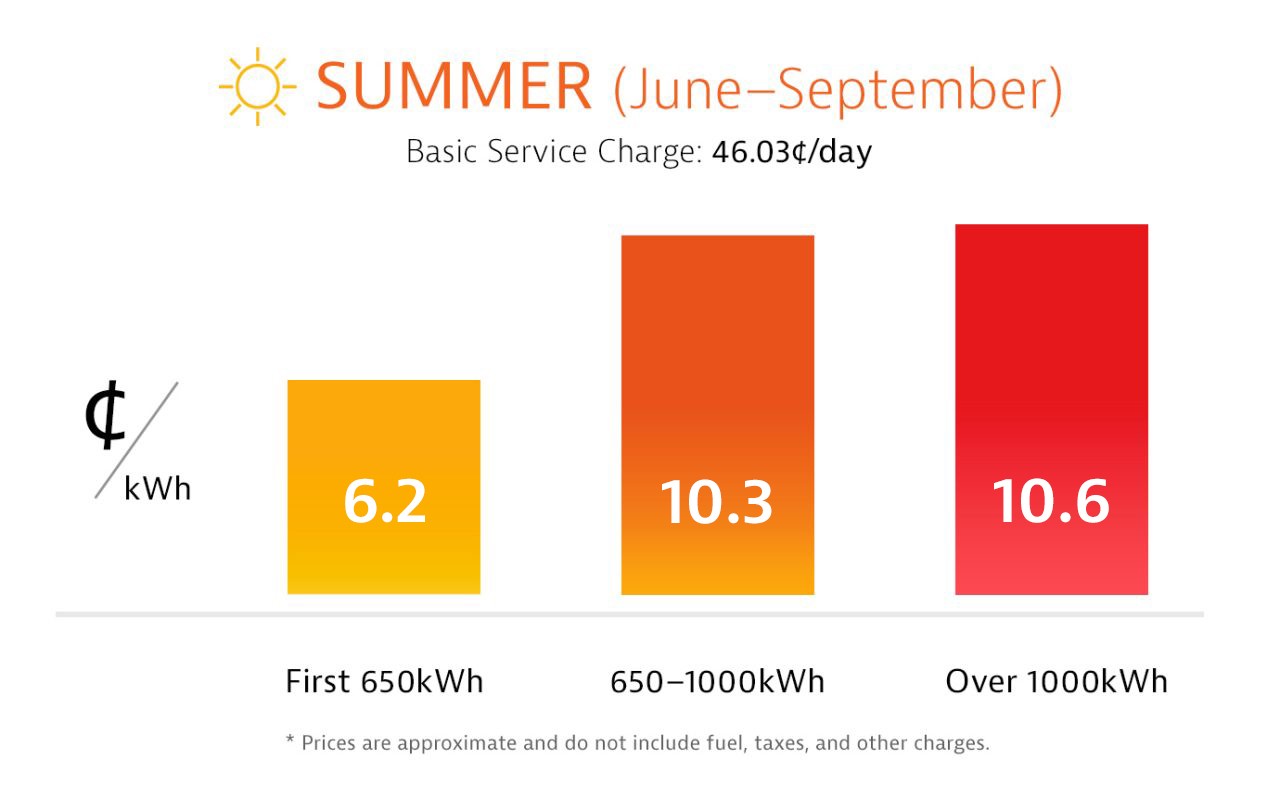 SUMMER (June–September)
Basic Service Charge: 46.03¢/day
¢/kWh
6.2
10.3
10.6
First 650kWh
650–1000kWh
Over 1000kWh
* Prices are approximate and do not include fuel, taxes, and other charges.